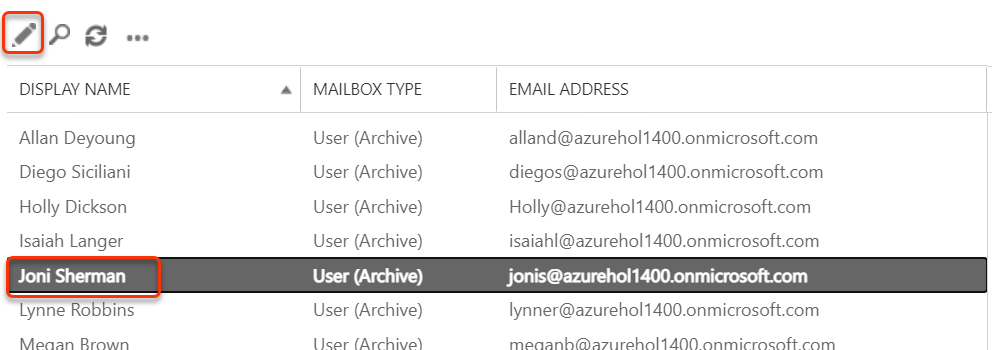 DISPLAY NAME MAILBOX TYPE EMAIL ADDRESS
Allan Deyoung User (Archive) alland@azurehol1400.onmicrosoft.com
Diego Siciliani User (Archive) diegos@azurehol1400.onmicrosoft.com
Holly Dickson User (Archive) Holly@azurehol1400.onmicrosoft.com
Isaiah Langer User (Archive) isaiahl@azurehol1400.onmicrosoft.com
Joni Sherman User (Archive) jonis@azurehol1400.onmicrosoft.com
Lynne Robbins User (Archive) lynner@azurehol1400.onmicrosoft.com
Megan Brown User (Archive) meganb@azurehol1400.onmicrosoft.com